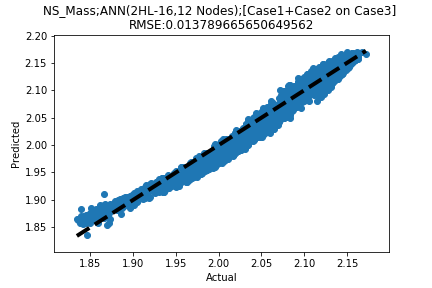 NS_Mass;ANN(2HL-16,12 Nodes);[Case1+Case2 on Case3]
RMSE:0.013789665650649562
2.20
2.15
2.10
2.05
2.00
1.95
1.90
1.85
Predicted
1.85 1.90 1.95 2.00 2.05 2.10 2.15
Actual